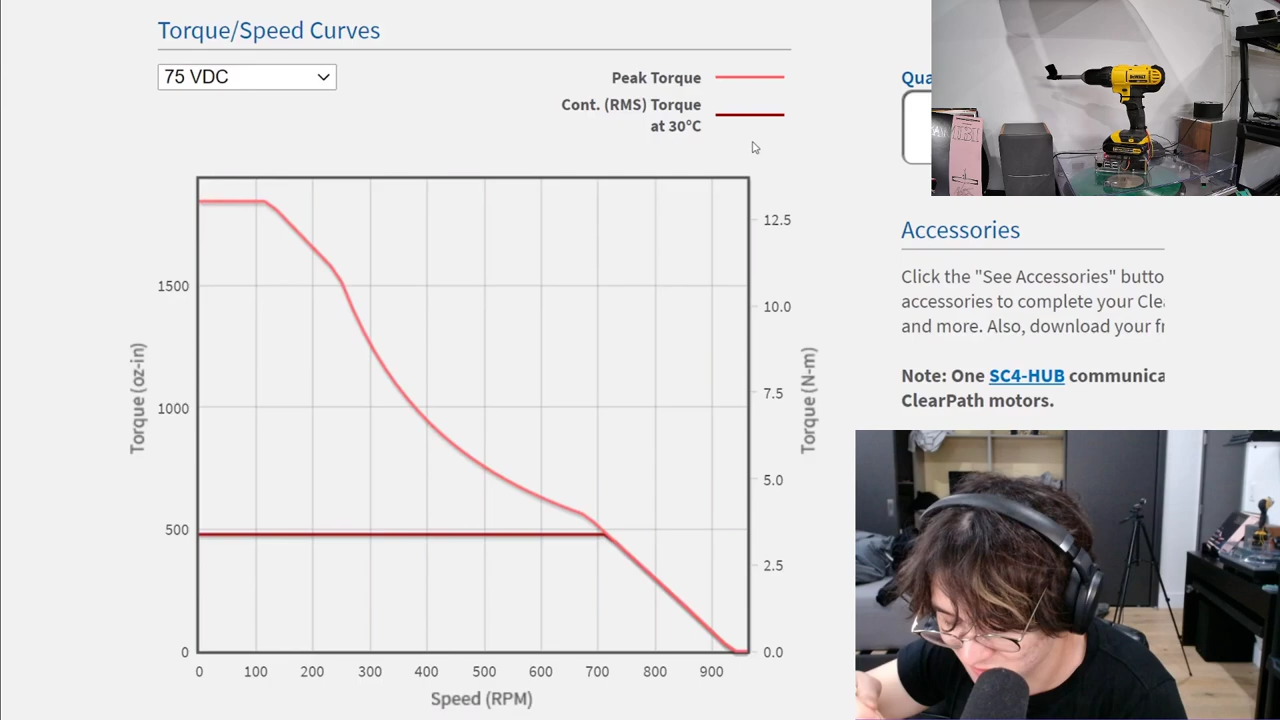 Torque/Speed Curves
75 VDC
Peak Torque
Cont. (RMS) Torque
at 30°C
Torque (oz-in)
1500
1000
500
0
12.5
10.0
7.5
5.0
2.5
0.0
Torque (N-m)
0 100 200 300 400 500 600 700 800 900
Speed (RPM)
Qua
DEWALT
Accessories
Click the "See Accessories" butto
accessories to complete your Cle
and more. Also, download your fr
Note: One SC4-HUB communica
ClearPath motors.